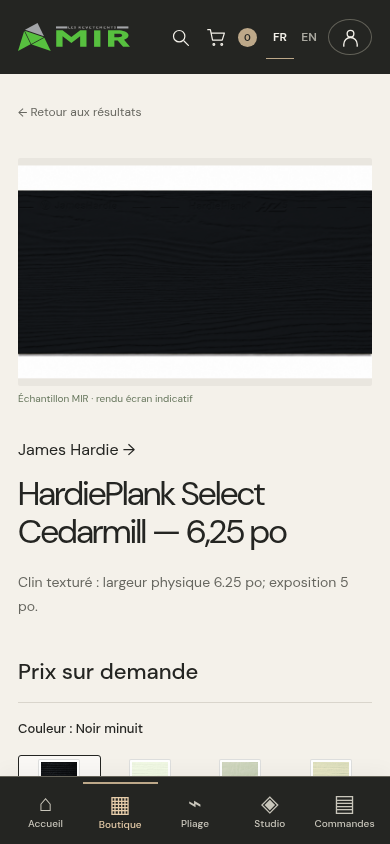 LES REVÊTEMENTS
MIR
0
FR
EN
← Retour aux résultats
Échantillon MIR · rendu écran indicatif
James Hardie →
HardiePlank Select
Cedarmill — 6,25 po
Clin texturé : largeur physique 6.25 po; exposition 5
po.
Prix sur demande
Couleur : Noir minuit
Accueil
Boutique
Pliage
Studio
Commandes